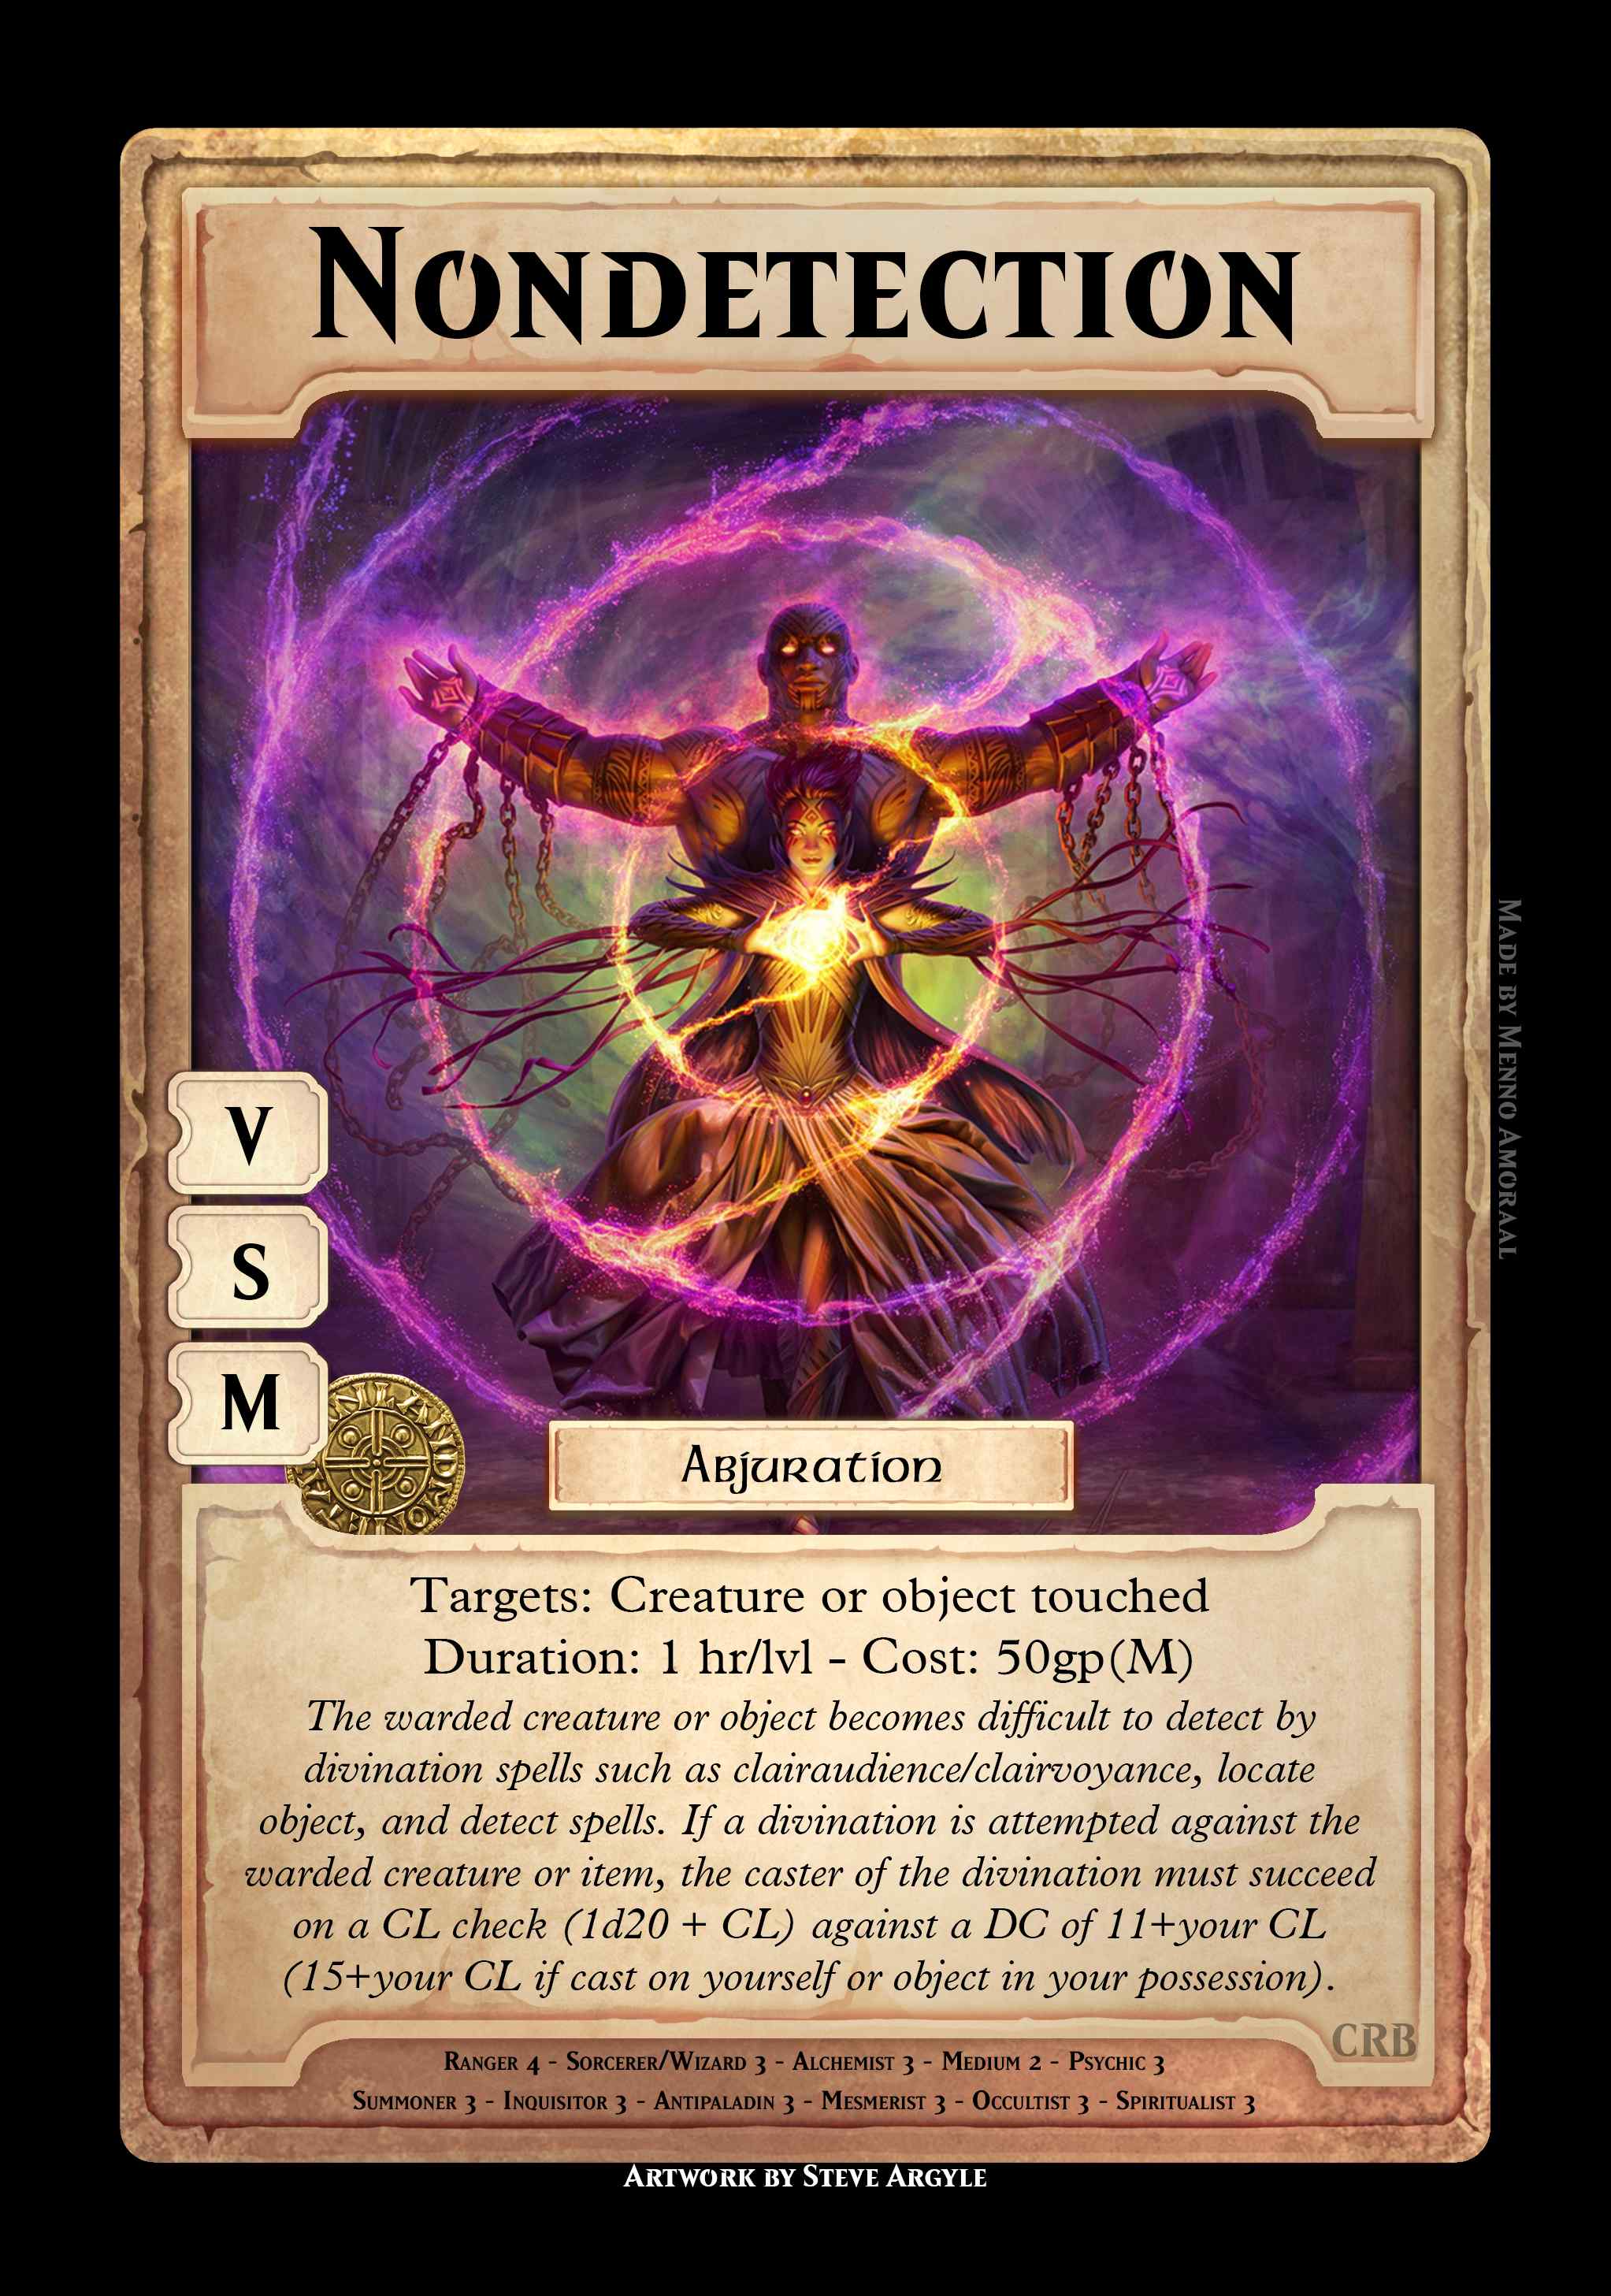 Nondetection
V
S
M
Abjuration
Targets: Creature or object touched
Duration: 1 hr/lvl - Cost: 50gp(M)
The warded creature or object becomes difficult to detect by
divination spells such as clairaudience/clairvoyance, locate
object, and detect spells. If a divination is attempted against the
warded creature or item, the caster of the divination must succeed
on a CL check (1d20 + CL) against a DC of 11+your CL
(15+your CL if cast on yourself or object in your possession).
CRB
Ranger 4 - Sorcerer/Wizard 3 - Alchemist 3 - Medium 2 - Psychic 3
Summoner 3 - Inquisitor 3 - Antipaladin 3 - Mesmerist 3 - Occultist 3 - Spiritualist 3
Artwork by Steve Argyle
Made by Menno Amoraal